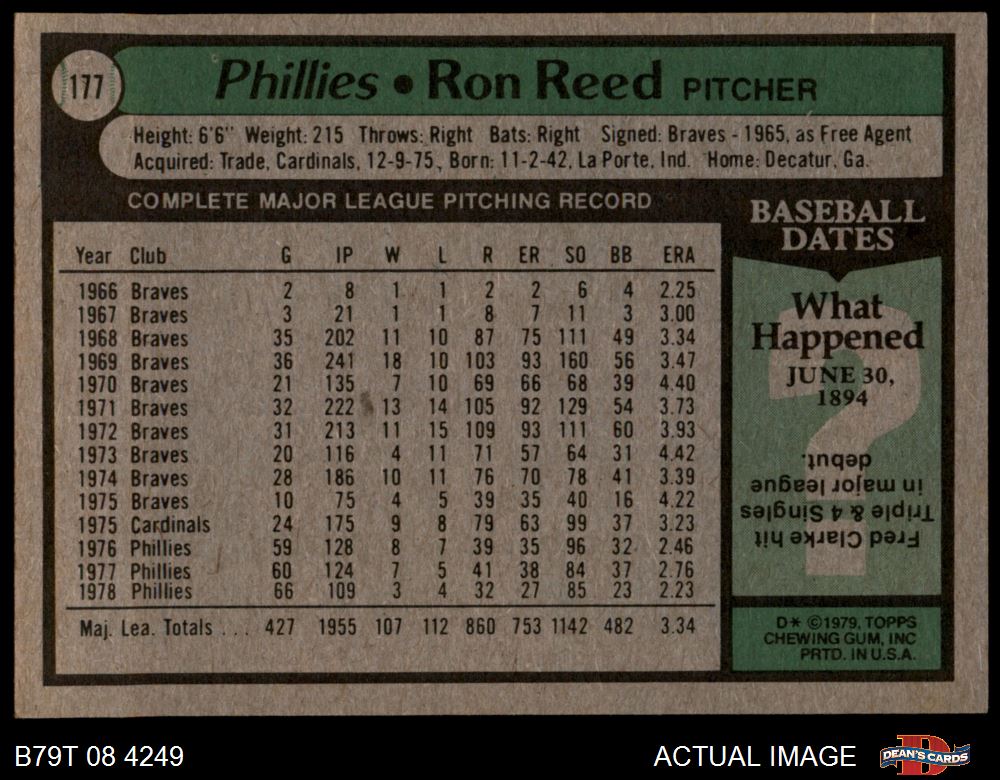 177
Phillies • Ron Reed PITCHER
Height: 6'6" Weight: 215 Throws: Right Bats: Right Signed: Braves - 1965, as Free Agent
Acquired: Trade, Cardinals, 12-9-75, Born: 11-2-42, La Porte, Ind. Home: Decatur, Ga.
COMPLETE MAJOR LEAGUE PITCHING RECORD
Year Club G IP W L R ER SO BB ERA
1966 Braves 2 8 1 1 2 2 6 4 2.25
1967 Braves 3 21 1 1 8 7 11 3 3.00
1968 Braves 35 202 11 10 87 75 111 49 3.34
1969 Braves 36 241 18 10 103 93 160 56 3.47
1970 Braves 21 135 7 10 69 66 68 39 4.40
1971 Braves 32 222 13 14 105 92 129 54 3.73
1972 Braves 31 213 11 15 109 93 111 60 3.93
1973 Braves 20 116 4 11 71 57 64 31 4.42
1974 Braves 28 186 10 11 76 70 78 41 3.39
1975 Braves 10 75 4 5 39 35 40 16 4.22
1975 Cardinals 24 175 9 8 79 63 99 37 3.23
1976 Phillies 59 128 8 7 39 35 96 32 2.46
1977 Phillies 60 124 7 5 41 38 84 37 2.76
1978 Phillies 66 109 3 4 32 27 85 23 2.23
Maj. Lea. Totals . . . 427 1955 107 112 860 753 1142 482 3.34
BASEBALL
DATES
What
Happened
JUNE 30,
1894
Fred Clarke hit
Triple & 4 Singles
in major league
debut.
D* ©1979, TOPPS
CHEWING GUM, INC
PRTD. IN U.S.A.
B79T 08 4249
ACTUAL IMAGE
DEAN'S CARDS